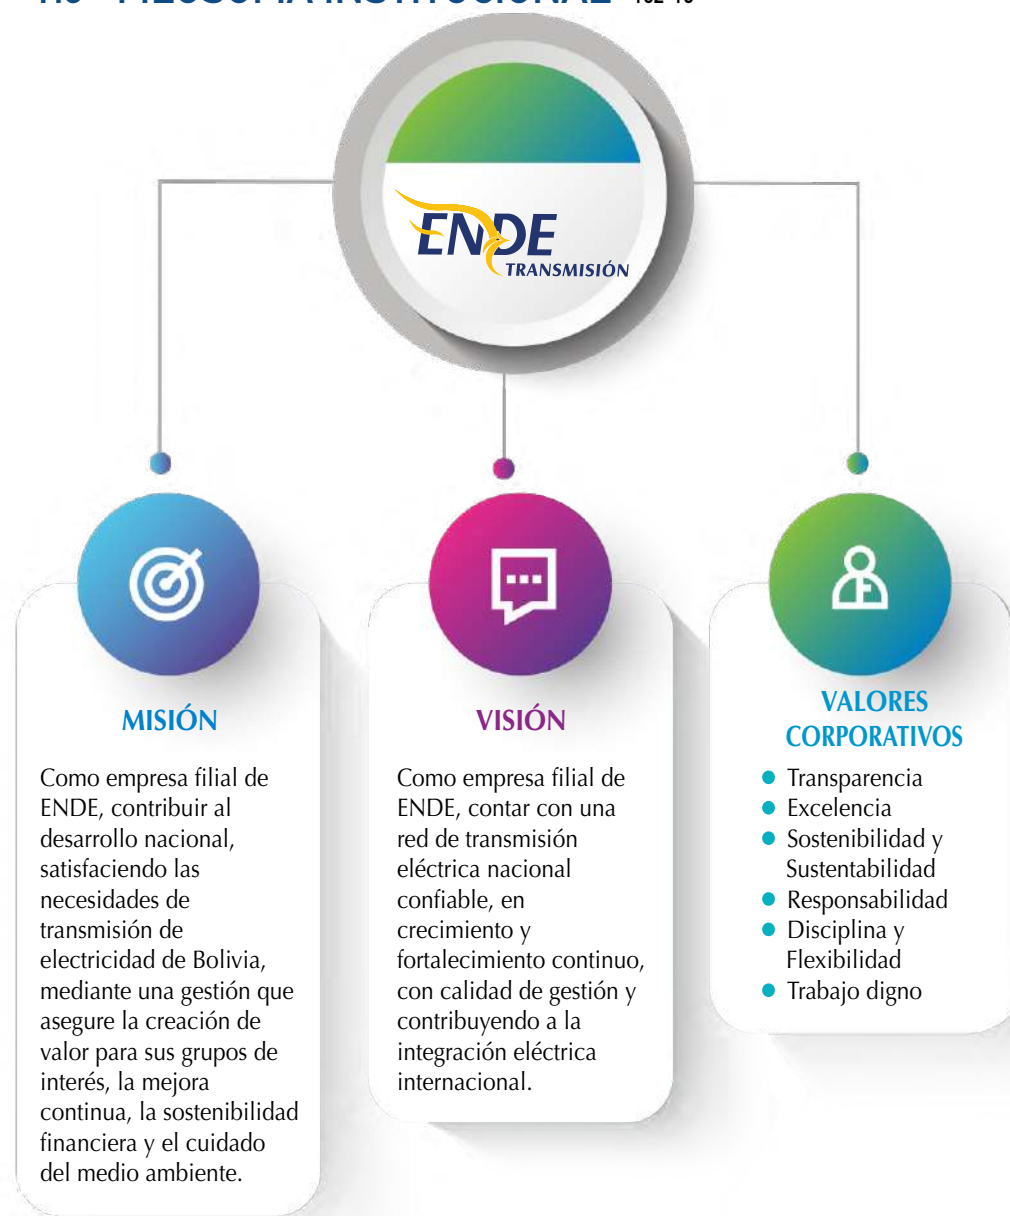 FILOSOFÍA INSTITUCIONAL
ENDE
TRANSMISIÓN
MISIÓN
Como empresa filial de
ENDE, contribuir al
desarrollo nacional,
satisfaciendo las
necesidades de
transmisión de
electricidad de Bolivia,
mediante una gestión que
asegure la creación de
valor para sus grupos de
interés, la mejora
continua, la sostenibilidad
financiera y el cuidado
del medio ambiente.
VISIÓN
Como empresa filial de
ENDE, contar con una
red de transmisión
eléctrica nacional
confiable, en
crecimiento y
fortalecimiento continuo,
con calidad de gestión y
contribuyendo a la
integración eléctrica
internacional.
VALORES
CORPORATIVOS
● Transparencia
● Excelencia
● Sostenibilidad y
Sustentabilidad
● Responsabilidad
● Disciplina y
Flexibilidad
● Trabajo digno